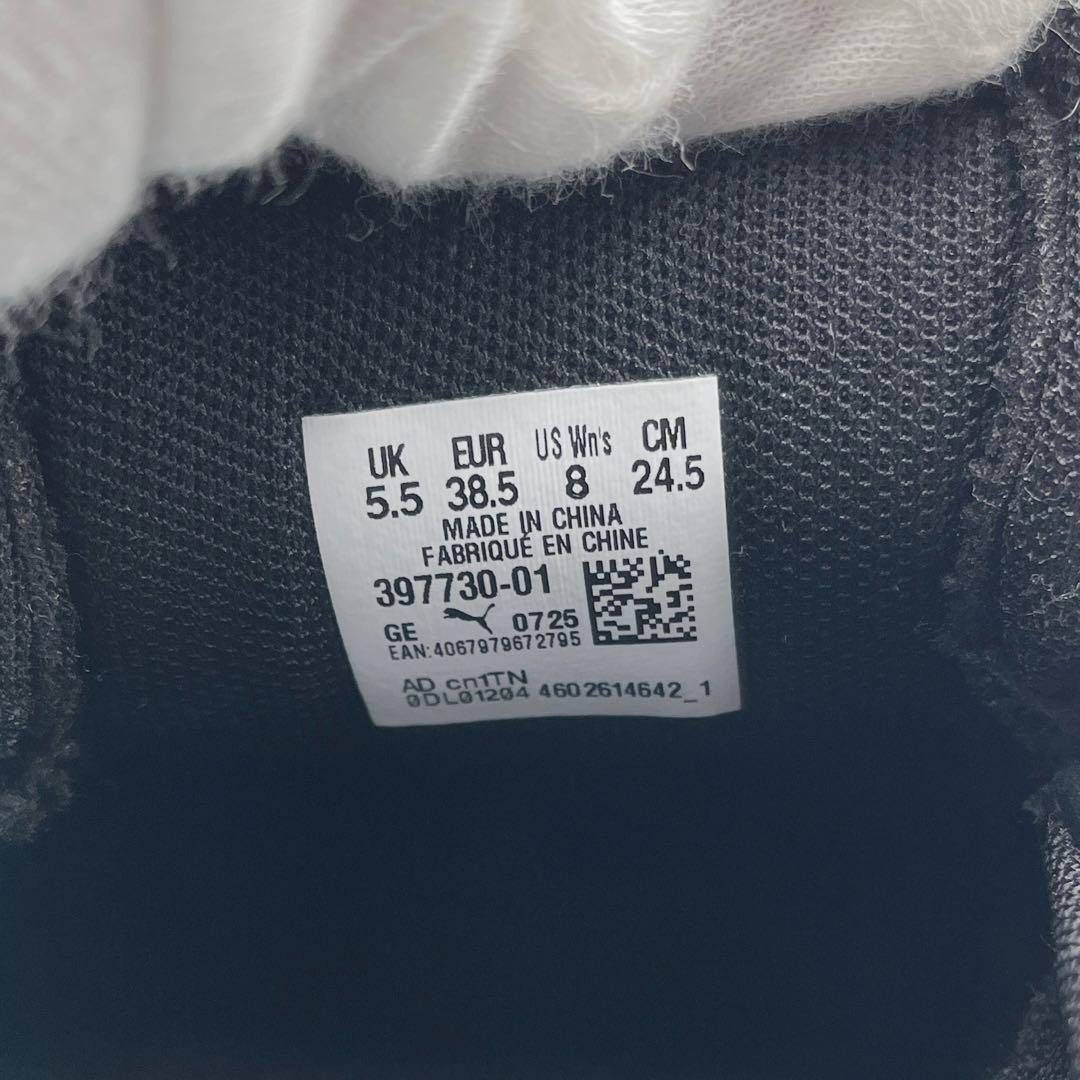 UK EUR US Wn's CM
5.5 38.5 8 24.5
MADE IN CHINA
FABRIQUE EN CHINE
397730-01
GE 0725
EAN:4067979672795
AD cn1TN
0DL01204 4602614642_1